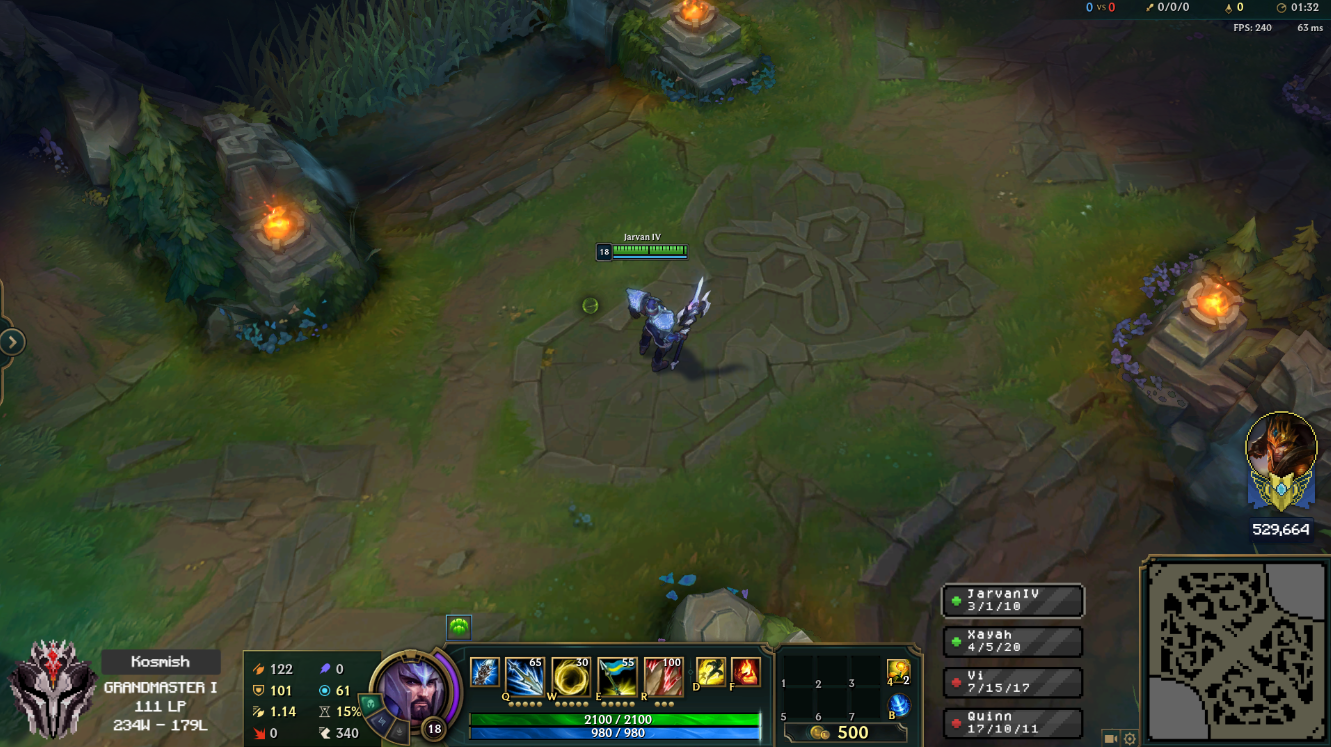 0 vs 0 0/0/0 0 01:32
FPS: 240 63 ms
Jarvan IV
18
529,664
JarvanIV
3/1/10
Xayah
4/5/20
Vi
7/15/17
Quinn
17/10/11
Kosmish
GRANDMASTER I
111 LP
234W - 179L
122 0
101 61
1.14 15%
0 340
18
65 30 55 100
Q W E R D F
2100 / 2100
980 / 980
1 2 3 4 2
5 6 7 B
500